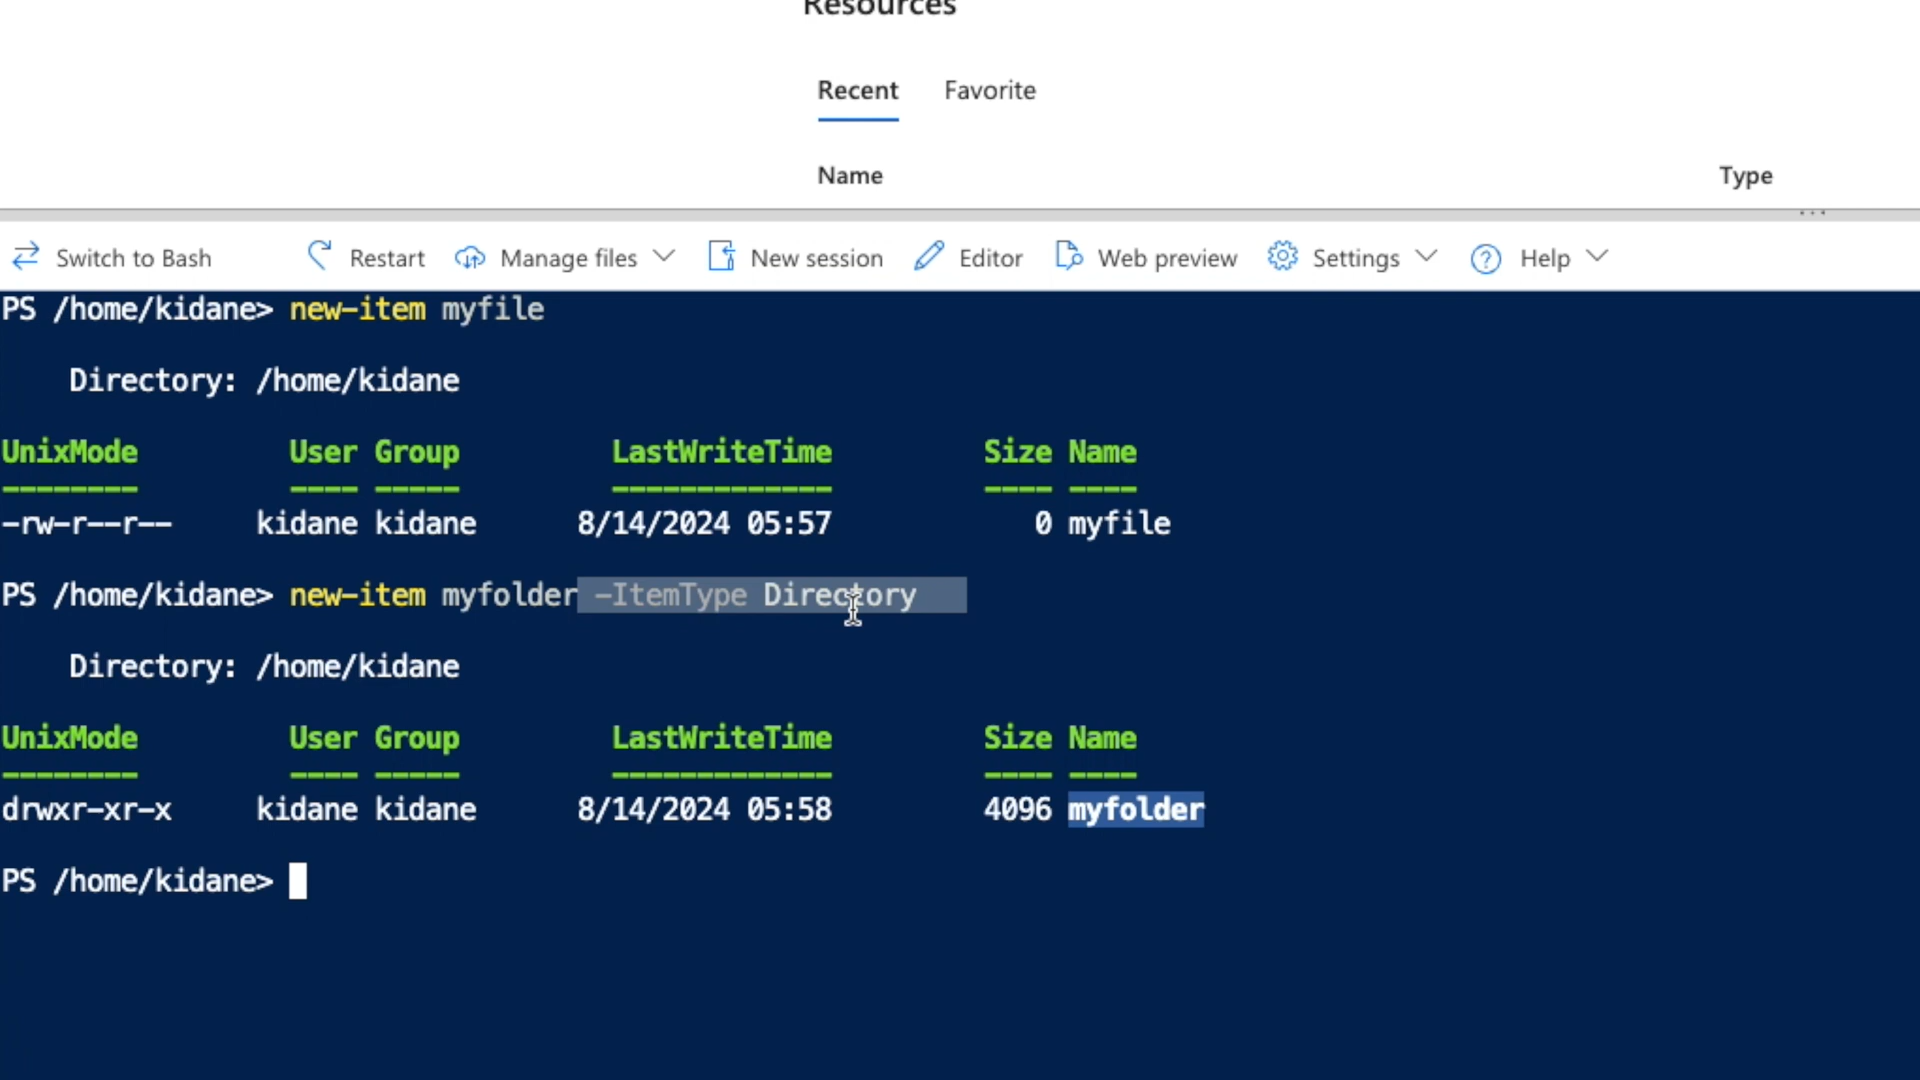 Resources
Recent Favorite
Name Type
Switch to Bash Restart Manage files New session Editor Web preview Settings Help
PS /home/kidane> new-item myfile
Directory: /home/kidane
UnixMode User Group LastWriteTime Size Name
-------- ---- ----- ------------- ---- ----
-rw-r--r-- kidane kidane 8/14/2024 05:57 0 myfile
PS /home/kidane> new-item myfolder -ItemType Directory
Directory: /home/kidane
UnixMode User Group LastWriteTime Size Name
-------- ---- ----- ------------- ---- ----
drwxr-xr-x kidane kidane 8/14/2024 05:58 4096 myfolder
PS /home/kidane>